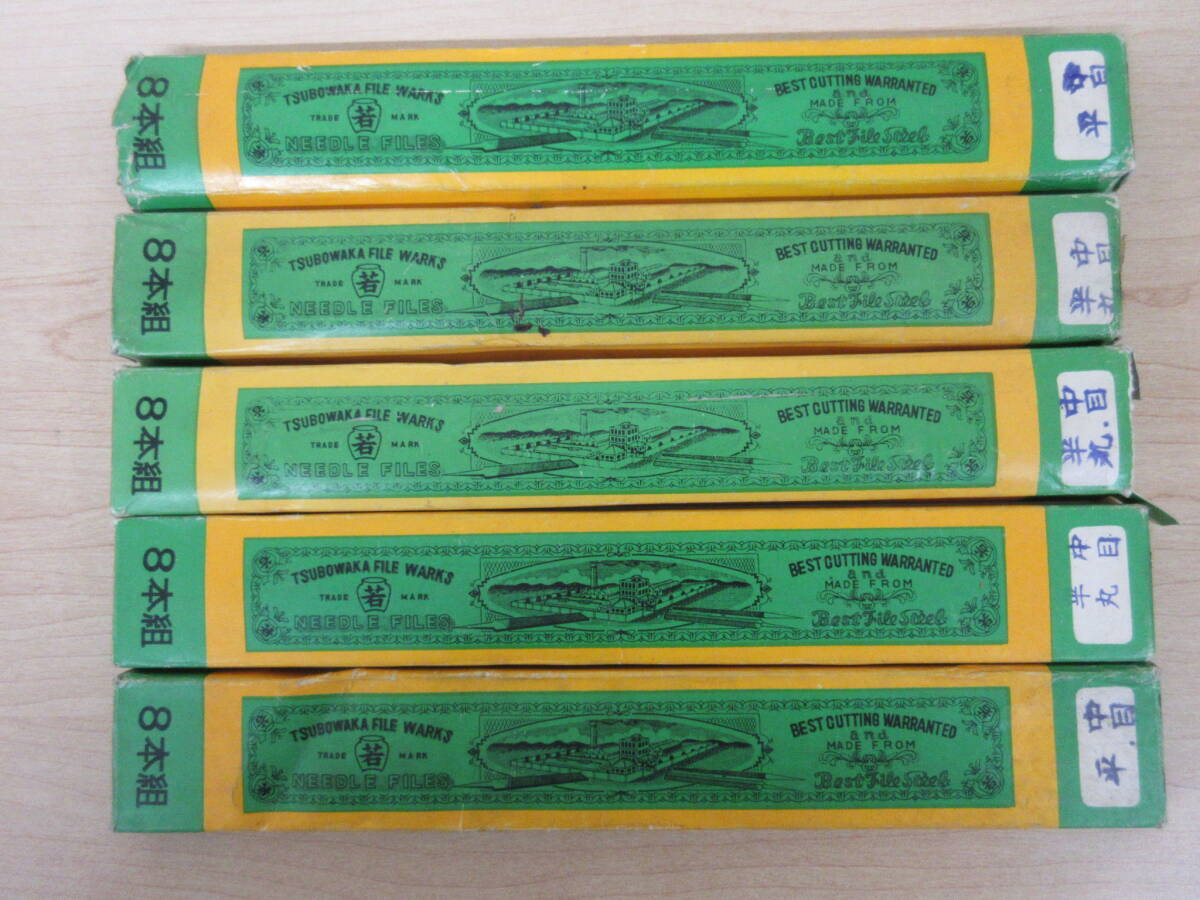 8本組
TSUBOWAKA FILE WARKS
TRADE 若 MARK
NEEDLE FILES
BEST CUTTING WARRANTED
and
MADE FROM
Best File Steel
中目
平
8本組
TSUBOWAKA FILE WARKS
TRADE 若 MARK
NEEDLE FILES
BEST CUTTING WARRANTED
and
MADE FROM
Best File Steel
中目
半
8本組
TSUBOWAKA FILE WARKS
TRADE 若 MARK
NEEDLE FILES
BEST CUTTING WARRANTED
and
MADE FROM
Best File Steel
中目
半丸
8本組
TSUBOWAKA FILE WARKS
TRADE 若 MARK
NEEDLE FILES
BEST CUTTING WARRANTED
and
MADE FROM
Best File Steel
中目
半丸
8本組
TSUBOWAKA FILE WARKS
TRADE 若 MARK
NEEDLE FILES
BEST CUTTING WARRANTED
and
MADE FROM
Best File Steel
中目
平